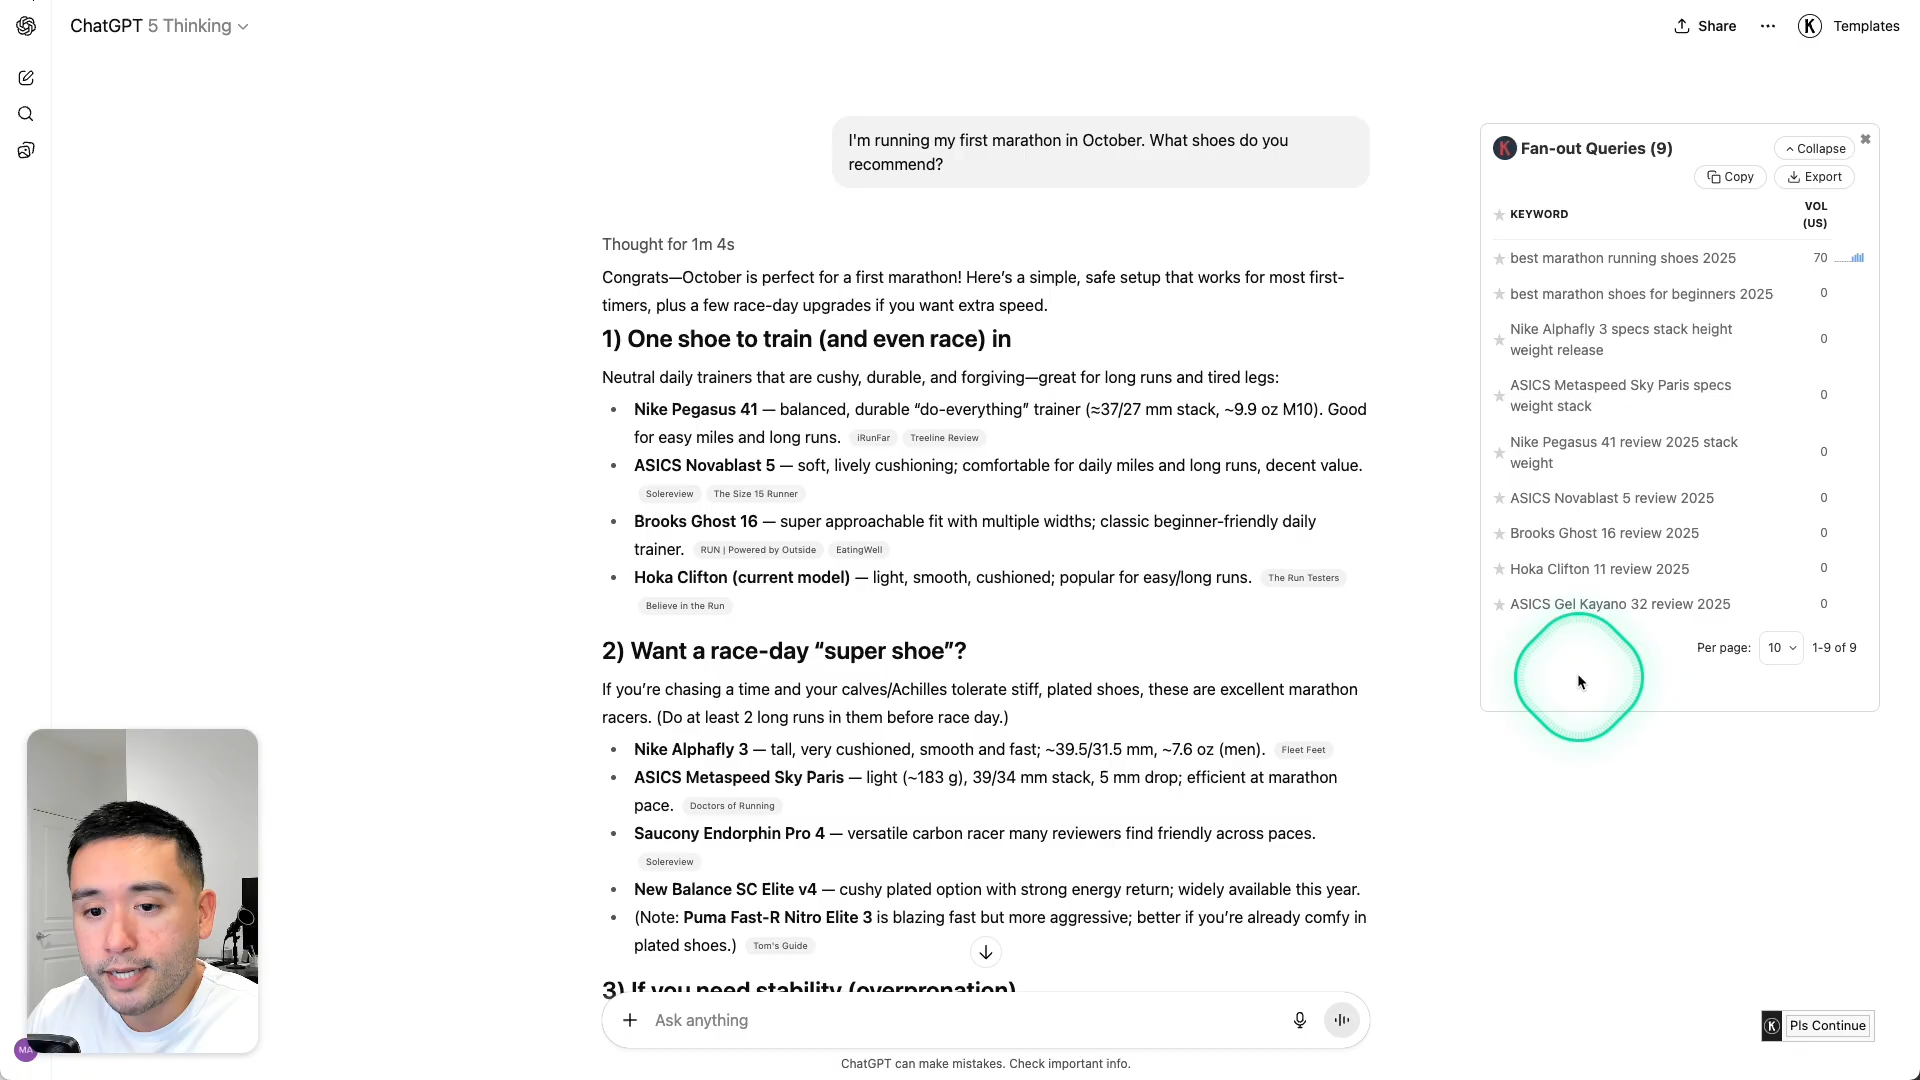 ChatGPT 5 Thinking
Share
K
Templates
I'm running my first marathon in October. What shoes do you
recommend?
Thought for 1m 4s
Congrats—October is perfect for a first marathon! Here’s a simple, safe setup that works for most first-
timers, plus a few race-day upgrades if you want extra speed.
1) One shoe to train (and even race) in
Neutral daily trainers that are cushy, durable, and forgiving—great for long runs and tired legs:
• Nike Pegasus 41 — balanced, durable “do-everything” trainer (≈37/27 mm stack, ~9.9 oz M10). Good
for easy miles and long runs. iRunFar Treeline Review
• ASICS Novablast 5 — soft, lively cushioning; comfortable for daily miles and long runs, decent value.
Solereview The Size 15 Runner
• Brooks Ghost 16 — super approachable fit with multiple widths; classic beginner-friendly daily
trainer. RUN | Powered by Outside EatingWell
• Hoka Clifton (current model) — light, smooth, cushioned; popular for easy/long runs. The Run Testers
Believe in the Run
2) Want a race-day “super shoe”?
If you’re chasing a time and your calves/Achilles tolerate stiff, plated shoes, these are excellent marathon
racers. (Do at least 2 long runs in them before race day.)
• Nike Alphafly 3 — tall, very cushioned, smooth and fast; ~39.5/31.5 mm, ~7.6 oz (men). Fleet Feet
• ASICS Metaspeed Sky Paris — light (~183 g), 39/34 mm stack, 5 mm drop; efficient at marathon
pace. Doctors of Running
• Saucony Endorphin Pro 4 — versatile carbon racer many reviewers find friendly across paces.
Solereview
• New Balance SC Elite v4 — cushy plated option with strong energy return; widely available this year.
• (Note: Puma Fast-R Nitro Elite 3 is blazing fast but more aggressive; better if you’re already comfy in
plated shoes.) Tom's Guide
3) If you need stability (overpronation)
Ask anything
ChatGPT can make mistakes. Check important info.
K Fan-out Queries (9)
Collapse
Copy
Export
KEYWORD
VOL
(US)
best marathon running shoes 2025 70
best marathon shoes for beginners 2025 0
Nike Alphafly 3 specs stack height
weight release 0
ASICS Metaspeed Sky Paris specs
weight stack 0
Nike Pegasus 41 review 2025 stack
weight 0
ASICS Novablast 5 review 2025 0
Brooks Ghost 16 review 2025 0
Hoka Clifton 11 review 2025 0
ASICS Gel Kayano 32 review 2025 0
Per page: 10 1-9 of 9
K Pls Continue
MA